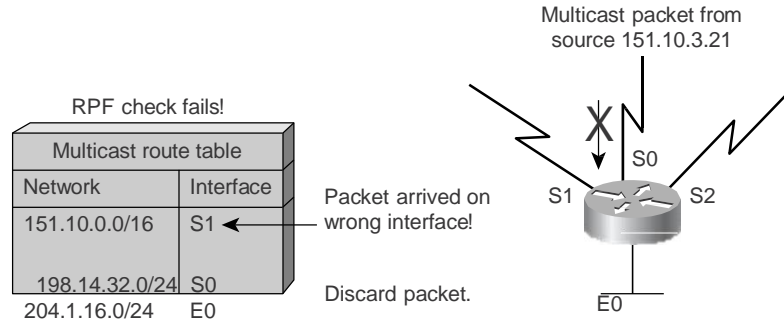 Multicast packet from
source 151.10.3.21
RPF check fails!
Multicast route table
Network Interface
151.10.0.0/16 S1
198.14.32.0/24 S0
204.1.16.0/24 E0
Packet arrived on
wrong interface!
Discard packet.
X
S0
S1
S2
E0